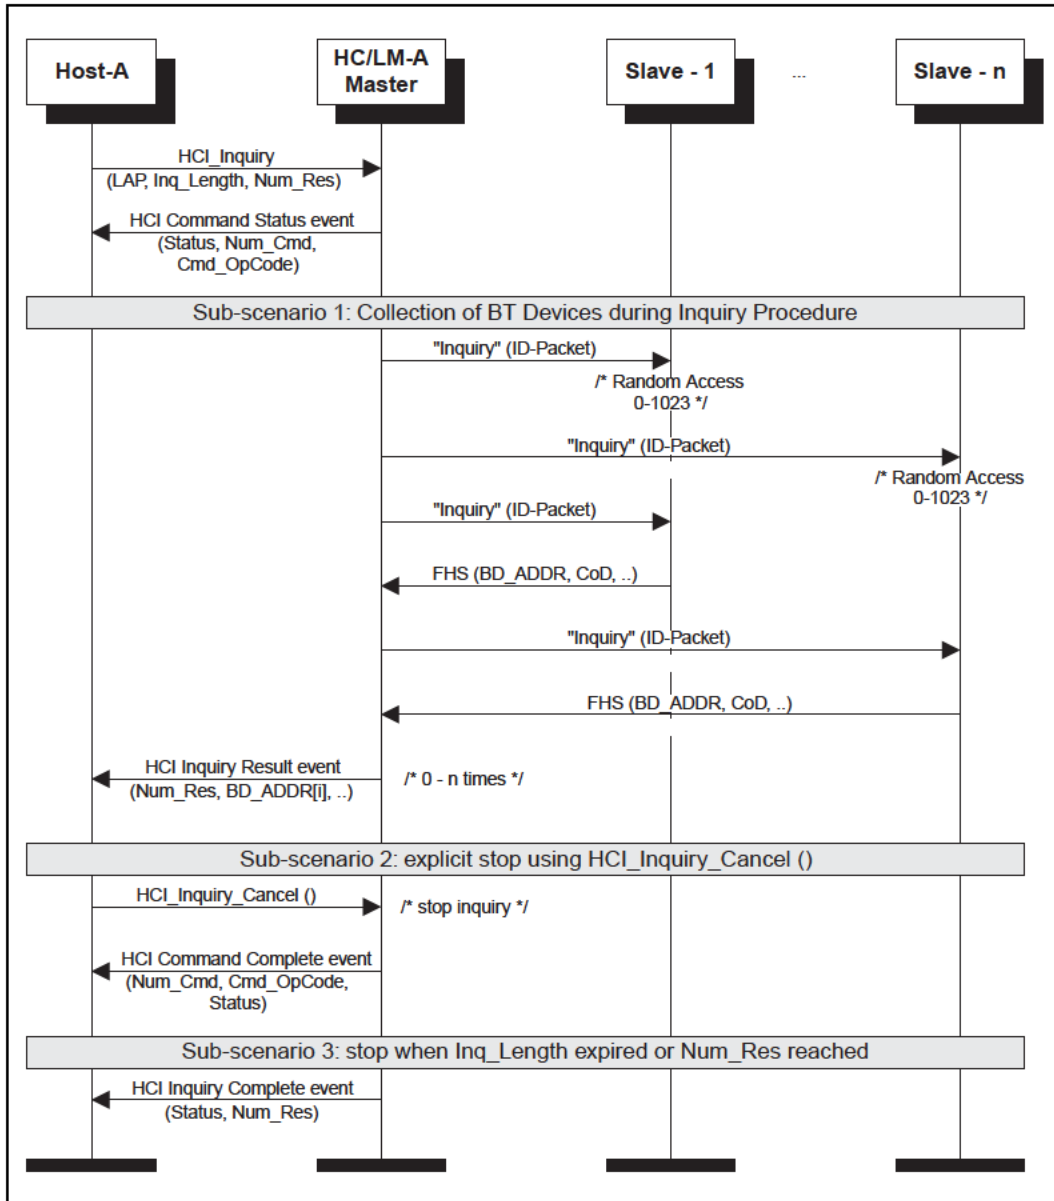 Host-A
HC/LM-A
Master
Slave - 1
...
Slave - n
HCI_Inquiry
(LAP, Inq_Length, Num_Res)
HCI Command Status event
(Status, Num_Cmd,
Cmd_OpCode)
Sub-scenario 1: Collection of BT Devices during Inquiry Procedure
"Inquiry" (ID-Packet)
/* Random Access
0-1023 */
"Inquiry" (ID-Packet)
/* Random Access
0-1023 */
"Inquiry" (ID-Packet)
FHS (BD_ADDR, CoD, ..)
"Inquiry" (ID-Packet)
FHS (BD_ADDR, CoD, ..)
HCI Inquiry Result event
(Num_Res, BD_ADDR[i], ..)
/* 0 - n times */
Sub-scenario 2: explicit stop using HCI_Inquiry_Cancel ()
HCI_Inquiry_Cancel ()
/* stop inquiry */
HCI Command Complete event
(Num_Cmd, Cmd_OpCode,
Status)
Sub-scenario 3: stop when Inq_Length expired or Num_Res reached
HCI Inquiry Complete event
(Status, Num_Res)